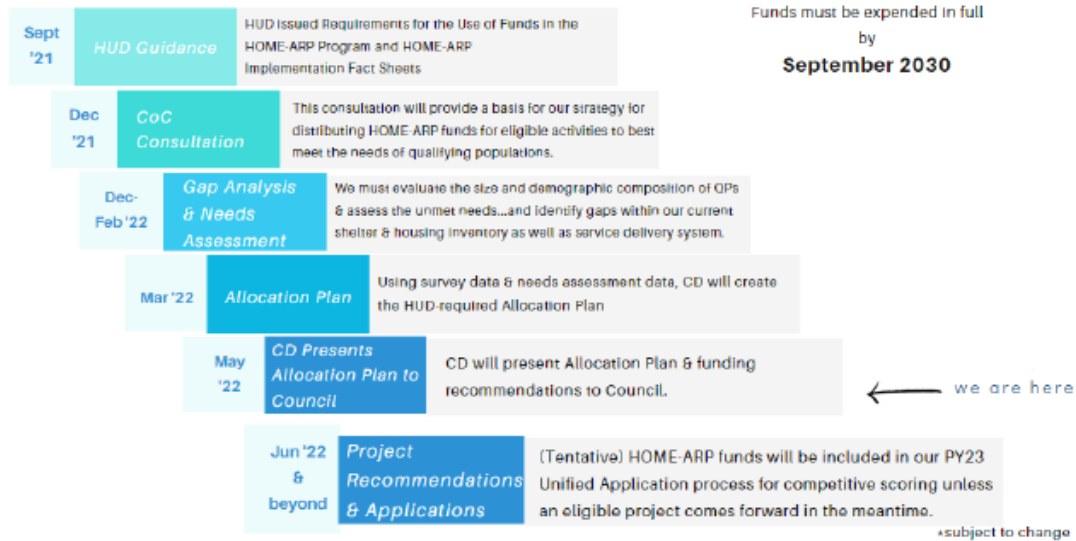 Funds must be expended in full
by
September 2030
Sept
'21
HUD Guidance
HUD Issued Requirements for the Use of Funds in the
HOME-ARP Program and HOME-ARP
Implementation Fact Sheets
Dec
'21
CoC
Consultation
This consultation will provide a basis for our strategy for
distributing HOME-ARP funds for eligible activities to best
meet the needs of qualifying populations.
Dec-
Feb '22
Gap Analysis
& Needs
Assessment
We must evaluate the size and demographic composition of QPs
& assess the unmet needs...and identify gaps within our current
shelter & housing inventory as well as service delivery system.
Mar '22
Allocation Plan
Using survey data & needs assessment data, CD will create
the HUD-required Allocation Plan
May
'22
CD Presents
Allocation Plan to
Council
CD will present Allocation Plan & funding
recommendations to Council.
we are here
Jun '22
&
beyond
Project
Recommendations
& Applications
(Tentative) HOME-ARP funds will be included in our PY23
Unified Application process for competitive scoring unless
an eligible project comes forward in the meantime.
*subject to change